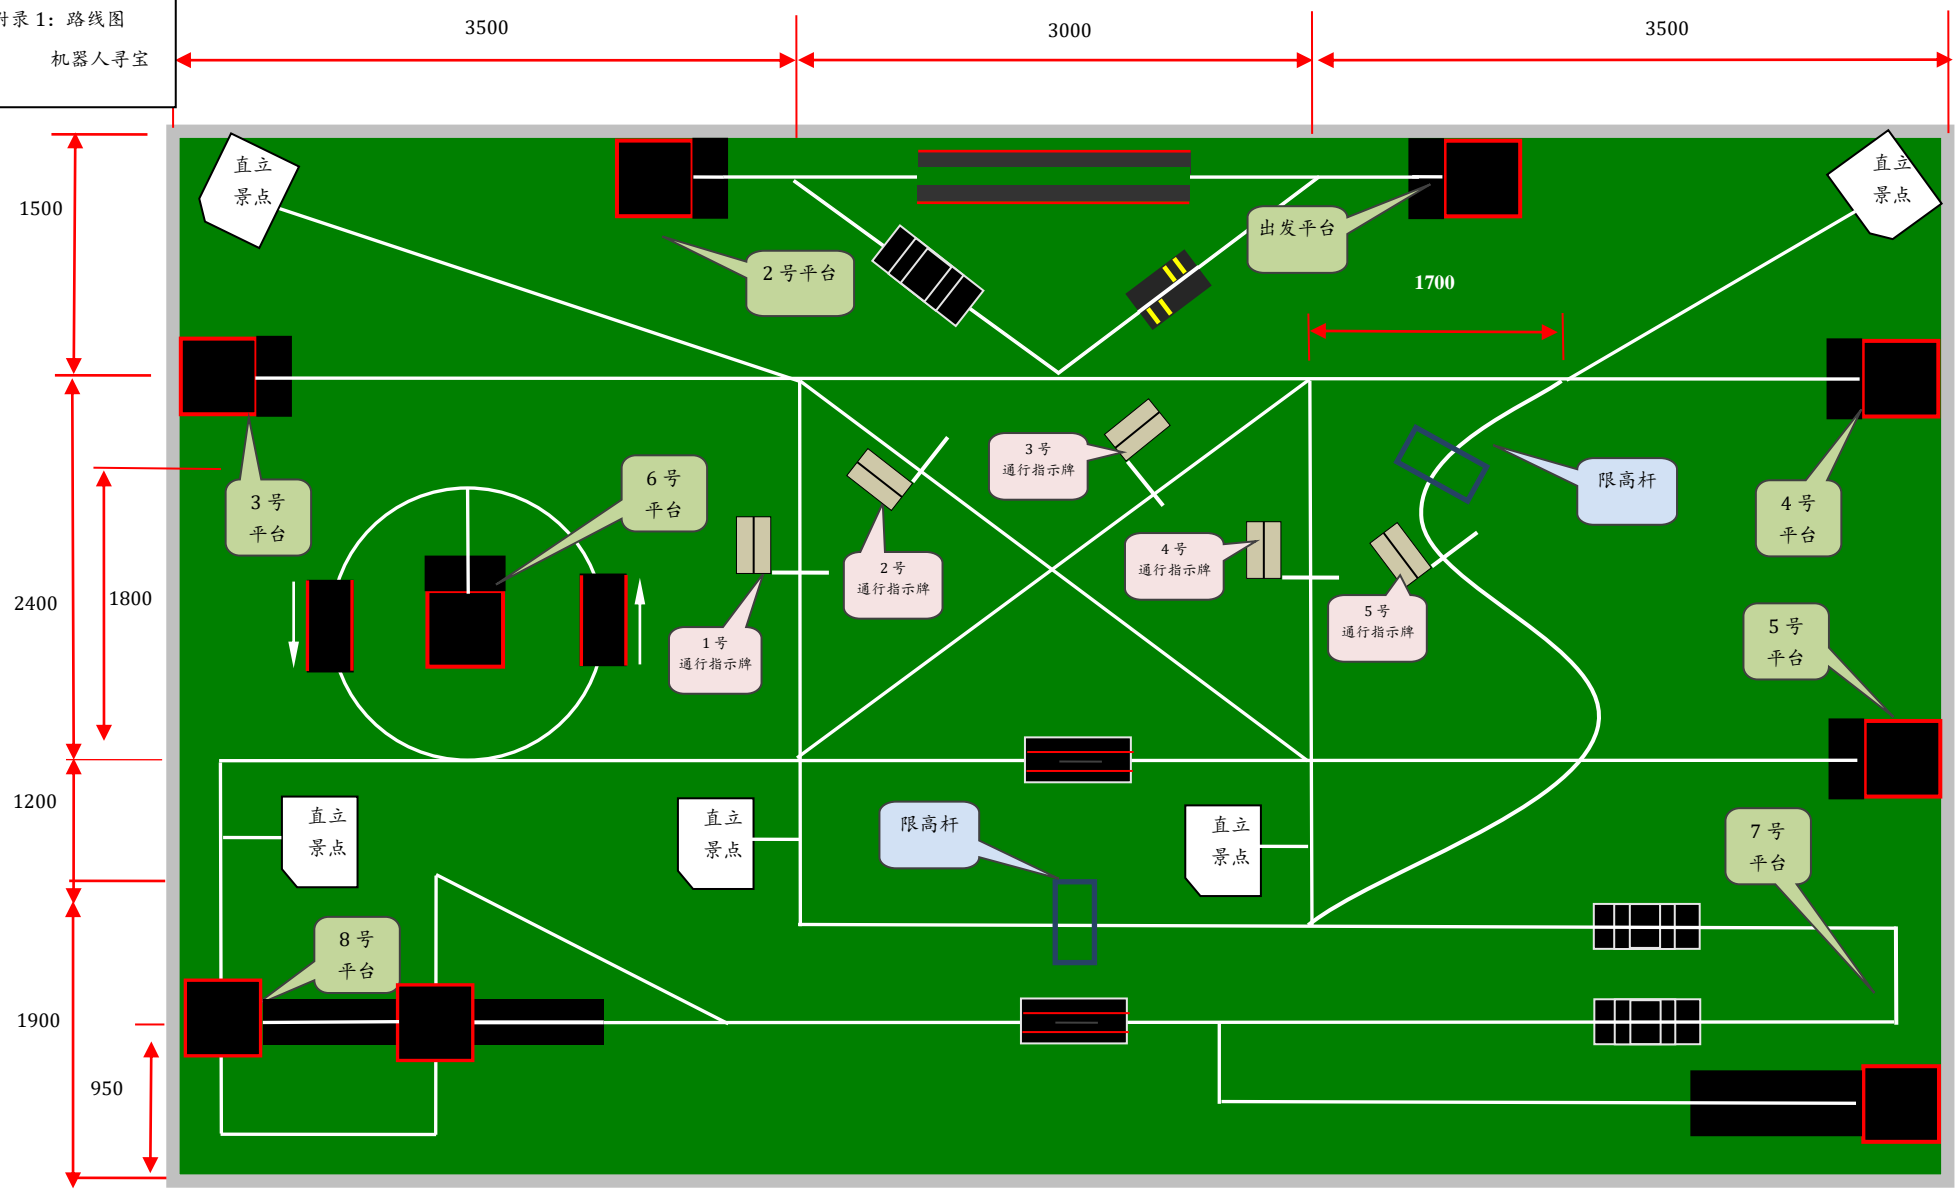 附录 1: 路线图
机器人寻宝
3500
3000
3500
直立
景点
直立
景点
1500
出发平台
2 号平台
1700
3 号
平台
6 号
平台
3 号
通行指示牌
限高杆
4 号
平台
2400
1800
2 号
通行指示牌
4 号
通行指示牌
1 号
通行指示牌
5 号
通行指示牌
5 号
平台
1200
直立
景点
直立
景点
限高杆
直立
景点
7 号
平台
8 号
平台
1900
950